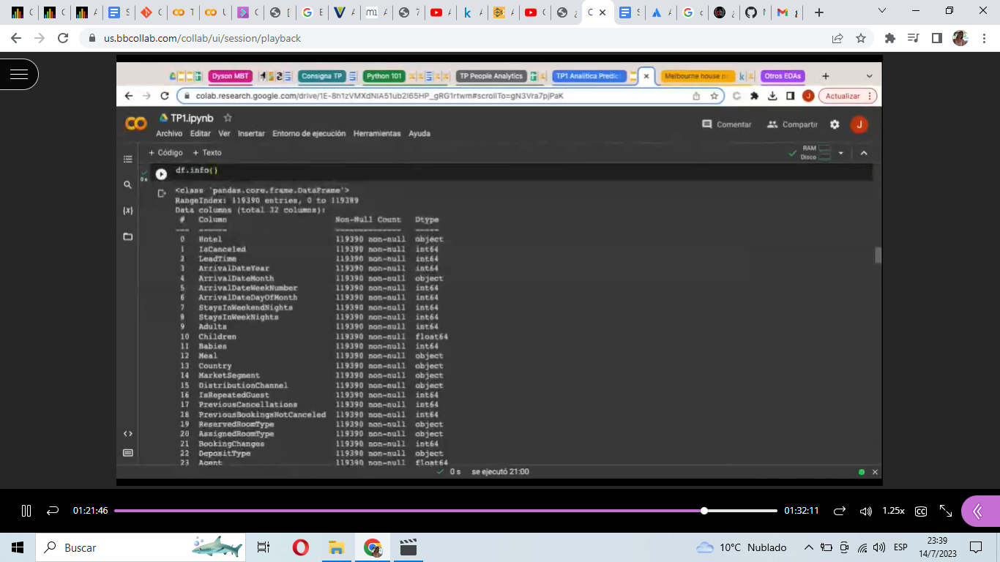 us.bbcollab.com/collab/ui/session/playback
Dyson MBT Consigna TP Python 101 TP People Analytics TP1 Analitica Predic Melbourne house p Otros EDAs
colab.research.google.com/drive/1E-8h1zVMXdNIA51ub2I65HP_gRG1rtwm#scrollTo=gN3Vra7pjPaK
Actualizar
TP1.ipynb
Comentar Compartir J
Archivo Editar Ver Insertar Entorno de ejecución Herramientas Ayuda
+ Código + Texto
RAM
Disco
df.info()
0 s
<class 'pandas.core.frame.DataFrame'>
RangeIndex: 119390 entries, 0 to 119389
Data columns (total 32 columns):
# Column Non-Null Count Dtype
--- ------ -------------- -----
0 Hotel 119390 non-null object
1 IsCanceled 119390 non-null int64
2 LeadTime 119390 non-null int64
3 ArrivalDateYear 119390 non-null int64
4 ArrivalDateMonth 119390 non-null object
5 ArrivalDateWeekNumber 119390 non-null int64
6 ArrivalDateDayOfMonth 119390 non-null int64
7 StaysInWeekendNights 119390 non-null int64
8 StaysInWeekNights 119390 non-null int64
9 Adults 119390 non-null int64
10 Children 119390 non-null float64
11 Babies 119390 non-null int64
12 Meal 119390 non-null object
13 Country 119390 non-null object
14 MarketSegment 119390 non-null object
15 DistributionChannel 119390 non-null object
16 IsRepeatedGuest 119390 non-null int64
17 PreviousCancellations 119390 non-null int64
18 PreviousBookingsNotCanceled 119390 non-null int64
19 ReservedRoomType 119390 non-null object
20 AssignedRoomType 119390 non-null object
21 BookingChanges 119390 non-null int64
22 DepositType 119390 non-null object
23 Agent 119390 non-null float64
0 s se ejecutó 21:00
01:21:46 01:32:11 1.25x
Buscar
10°C Nublado
ESP
23:39
14/7/2023